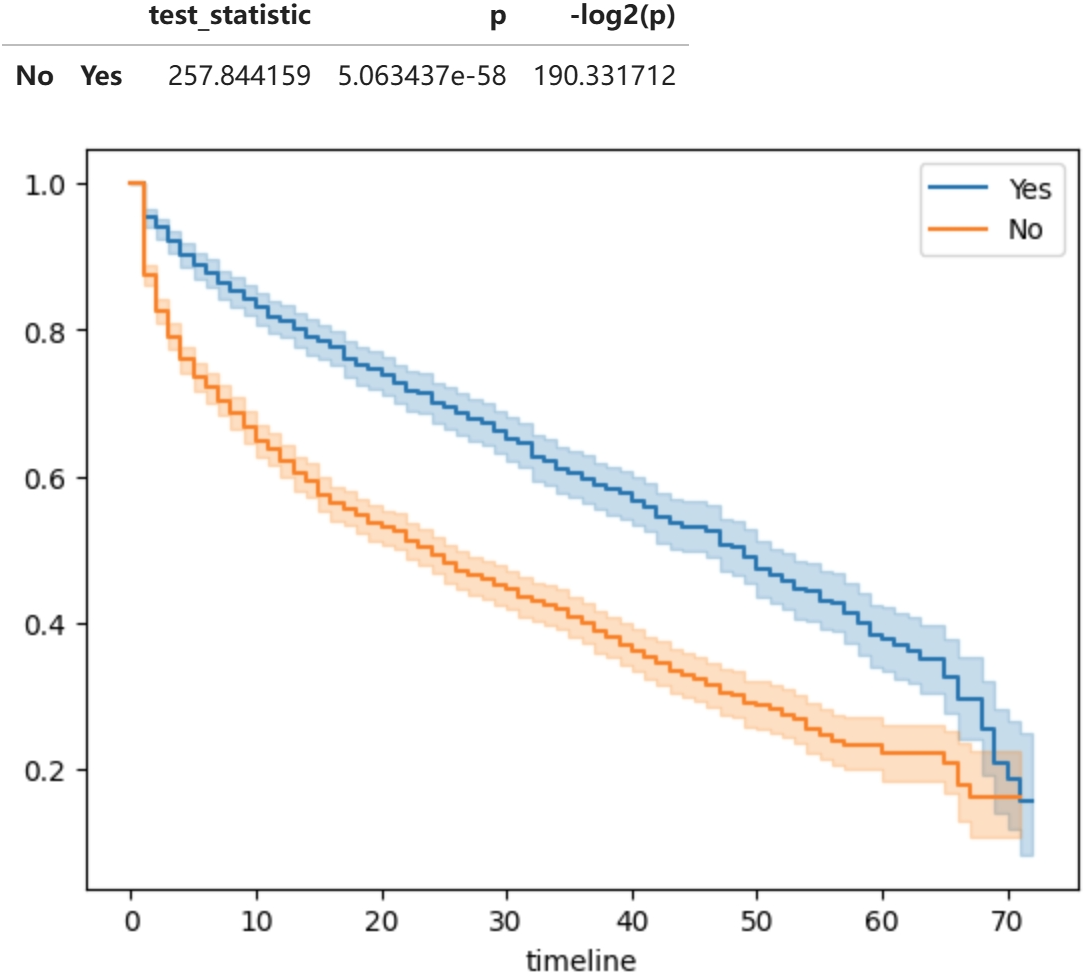 test_statistic p -log2(p)
No Yes 257.844159 5.063437e-58 190.331712
1.0
0.8
0.6
0.4
0.2
Yes
No
0 10 20 30 40 50 60 70
timeline